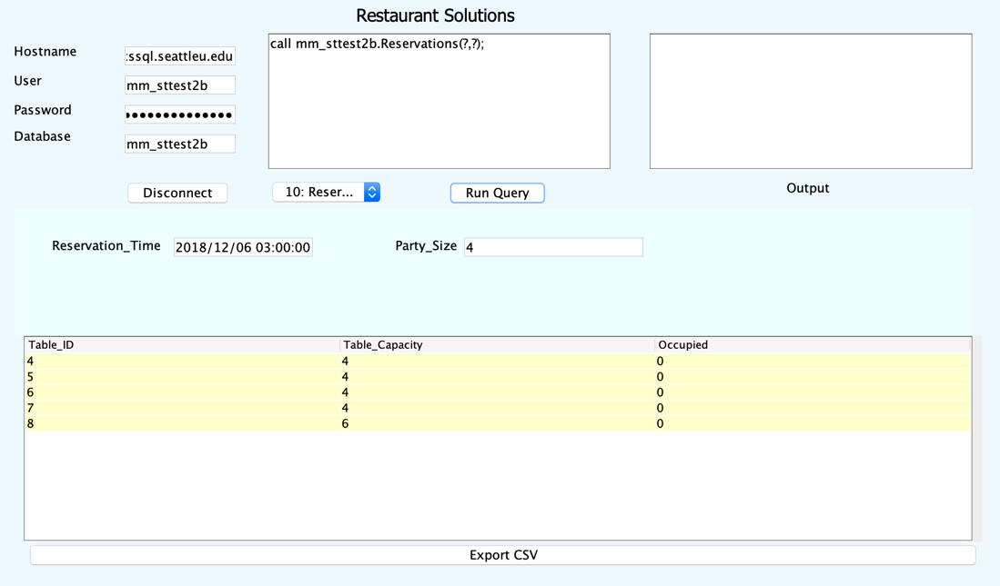 Restaurant Solutions
Hostname
:ssql.seattleu.edu
User
mm_sttest2b
Password
●●●●●●●●●●●●●●
Database
mm_sttest2b
call mm_sttest2b.Reservations(?,?);
Disconnect
10: Reser...
Run Query
Output
Reservation_Time 2018/12/06 03:00:00 Party_Size 4
Table_ID Table_Capacity Occupied
4 4 0
5 4 0
6 4 0
7 4 0
8 6 0
Export CSV